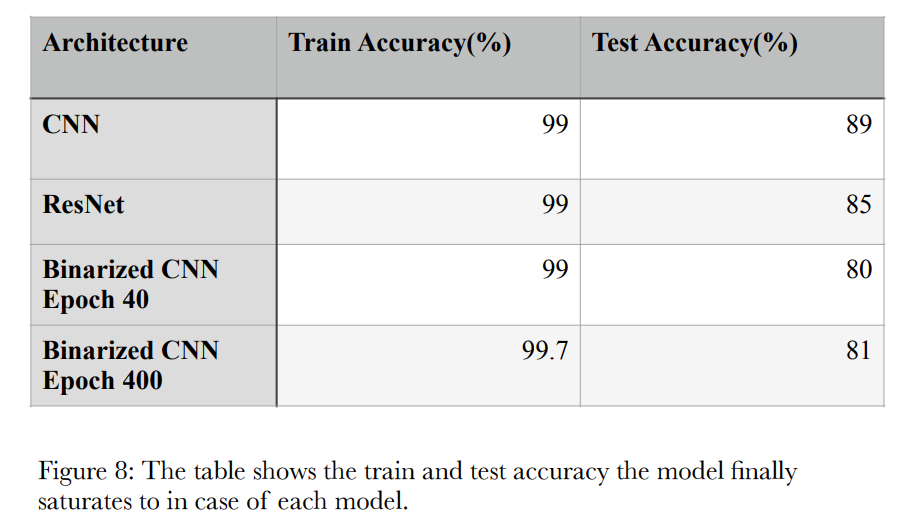 Architecture Train Accuracy(%) Test Accuracy(%)
CNN 99 89
ResNet 99 85
Binarized CNN 99 80
Epoch 40
Binarized CNN 99.7 81
Epoch 400
Figure 8: The table shows the train and test accuracy the model finally
saturates to in case of each model.